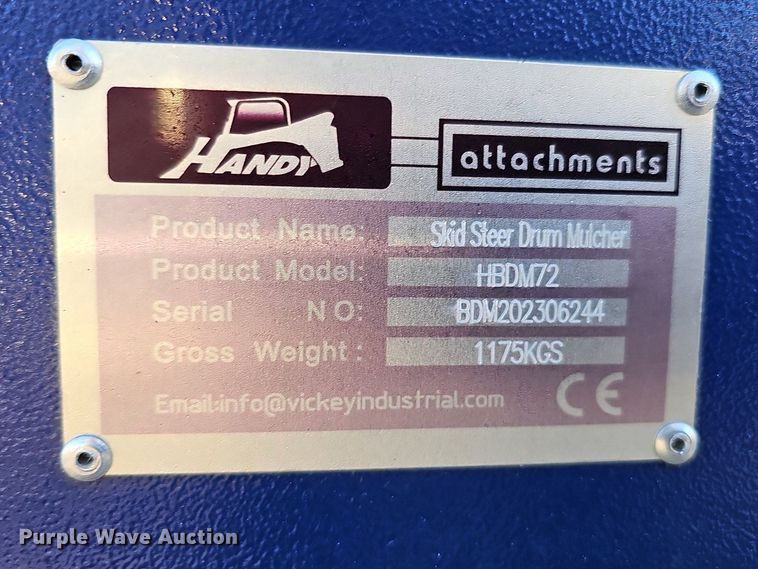 HANDY attachments
Product Name: Skid Steer Drum Mulcher
Product Model: HBDM72
Serial NO: BDM202306244
Gross Weight: 1175KGS
Email:info@vickeyindustrial.com CE
Purple Wave Auction